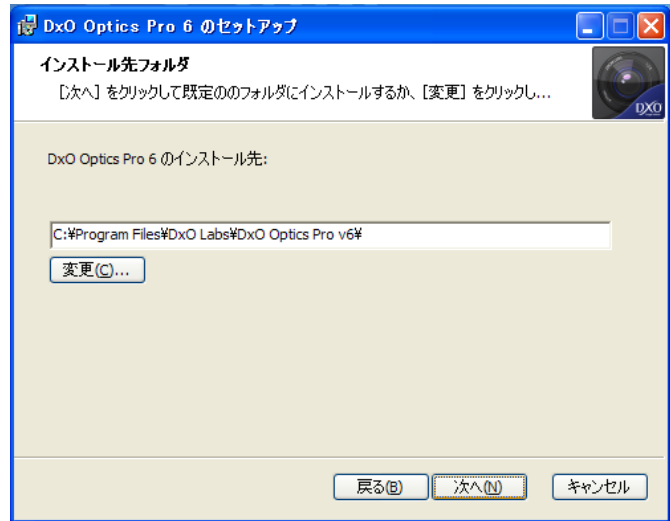 DxO Optics Pro 6 のセットアップ
インストール先フォルダ
[次へ] をクリックして既定ののフォルダにインストールするか、[変更] をクリックし...
DXO
DxO Optics Pro 6 のインストール先:
C:¥Program Files¥DxO Labs¥DxO Optics Pro v6¥
変更(C)...
戻る(B) 次へ(N) キャンセル